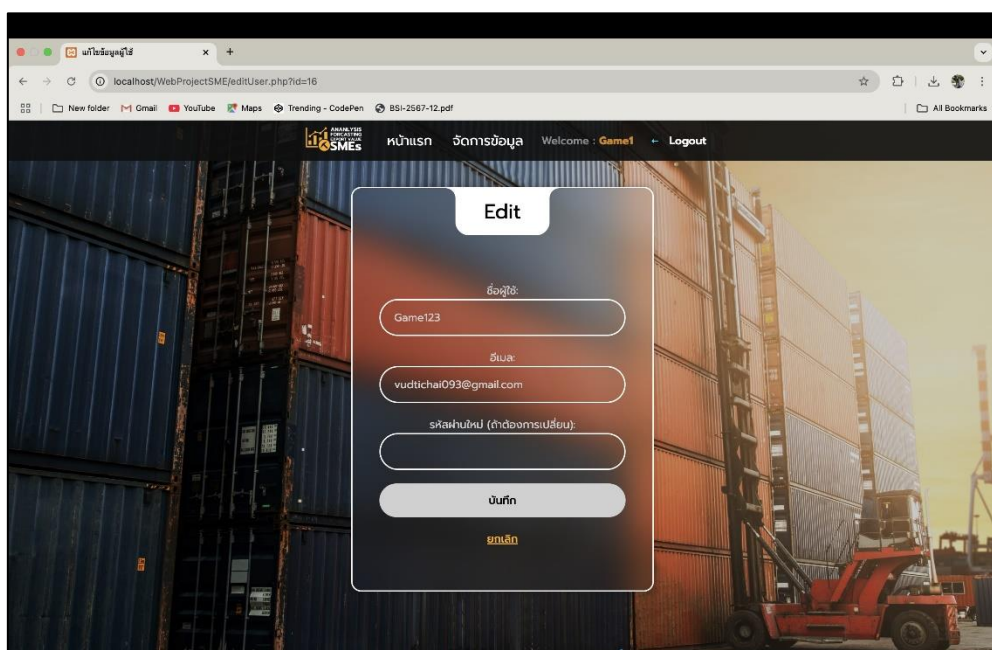 แก้ไขข้อมูลผู้ใช้
localhost/WebProjectSME/editUser.php?id=16
New folder Gmail YouTube Maps Trending - CodePen BSI-2567-12.pdf All Bookmarks
ANANLYSIS
FORECASTING
EXPORT VALUE
SMEs
หน้าแรก จัดการข้อมูล Welcome : Game1 Logout
Edit
ชื่อผู้ใช้:
Game123
อีเมล:
vudtichai093@gmail.com
รหัสผ่านใหม่ (ถ้าต้องการเปลี่ยน):
บันทึก
ยกเลิก